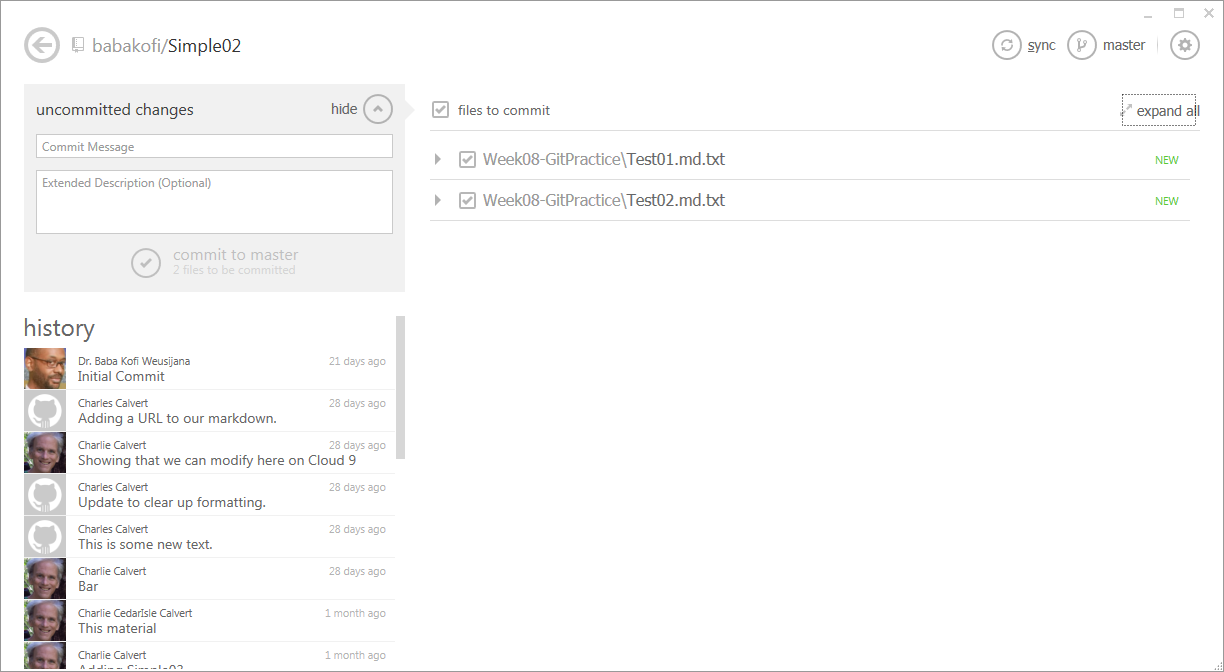 babakofi/Simple02
sync
master
uncommitted changes
hide
Commit Message
Extended Description (Optional)
commit to master
2 files to be committed
files to commit
expand all
Week08-GitPractice\Test01.md.txt
NEW
Week08-GitPractice\Test02.md.txt
NEW
history
Dr. Baba Kofi Weusijana
21 days ago
Initial Commit
Charles Calvert
28 days ago
Adding a URL to our markdown.
Charlie Calvert
28 days ago
Showing that we can modify here on Cloud 9
Charles Calvert
28 days ago
Update to clear up formatting.
Charles Calvert
28 days ago
This is some new text.
Charlie Calvert
28 days ago
Bar
Charlie CedarIsle Calvert
1 month ago
This material
Charlie Calvert
1 month ago
Adding Simple02